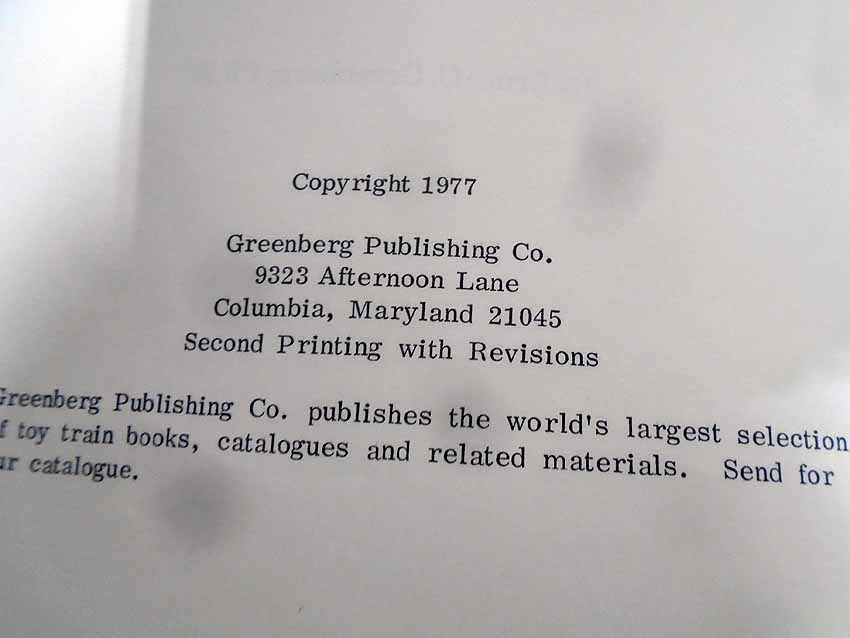 Copyright 1977
Greenberg Publishing Co.
9323 Afternoon Lane
Columbia, Maryland 21045
Second Printing with Revisions
Greenberg Publishing Co. publishes the world's largest selection
f toy train books, catalogues and related materials. Send for
ur catalogue.